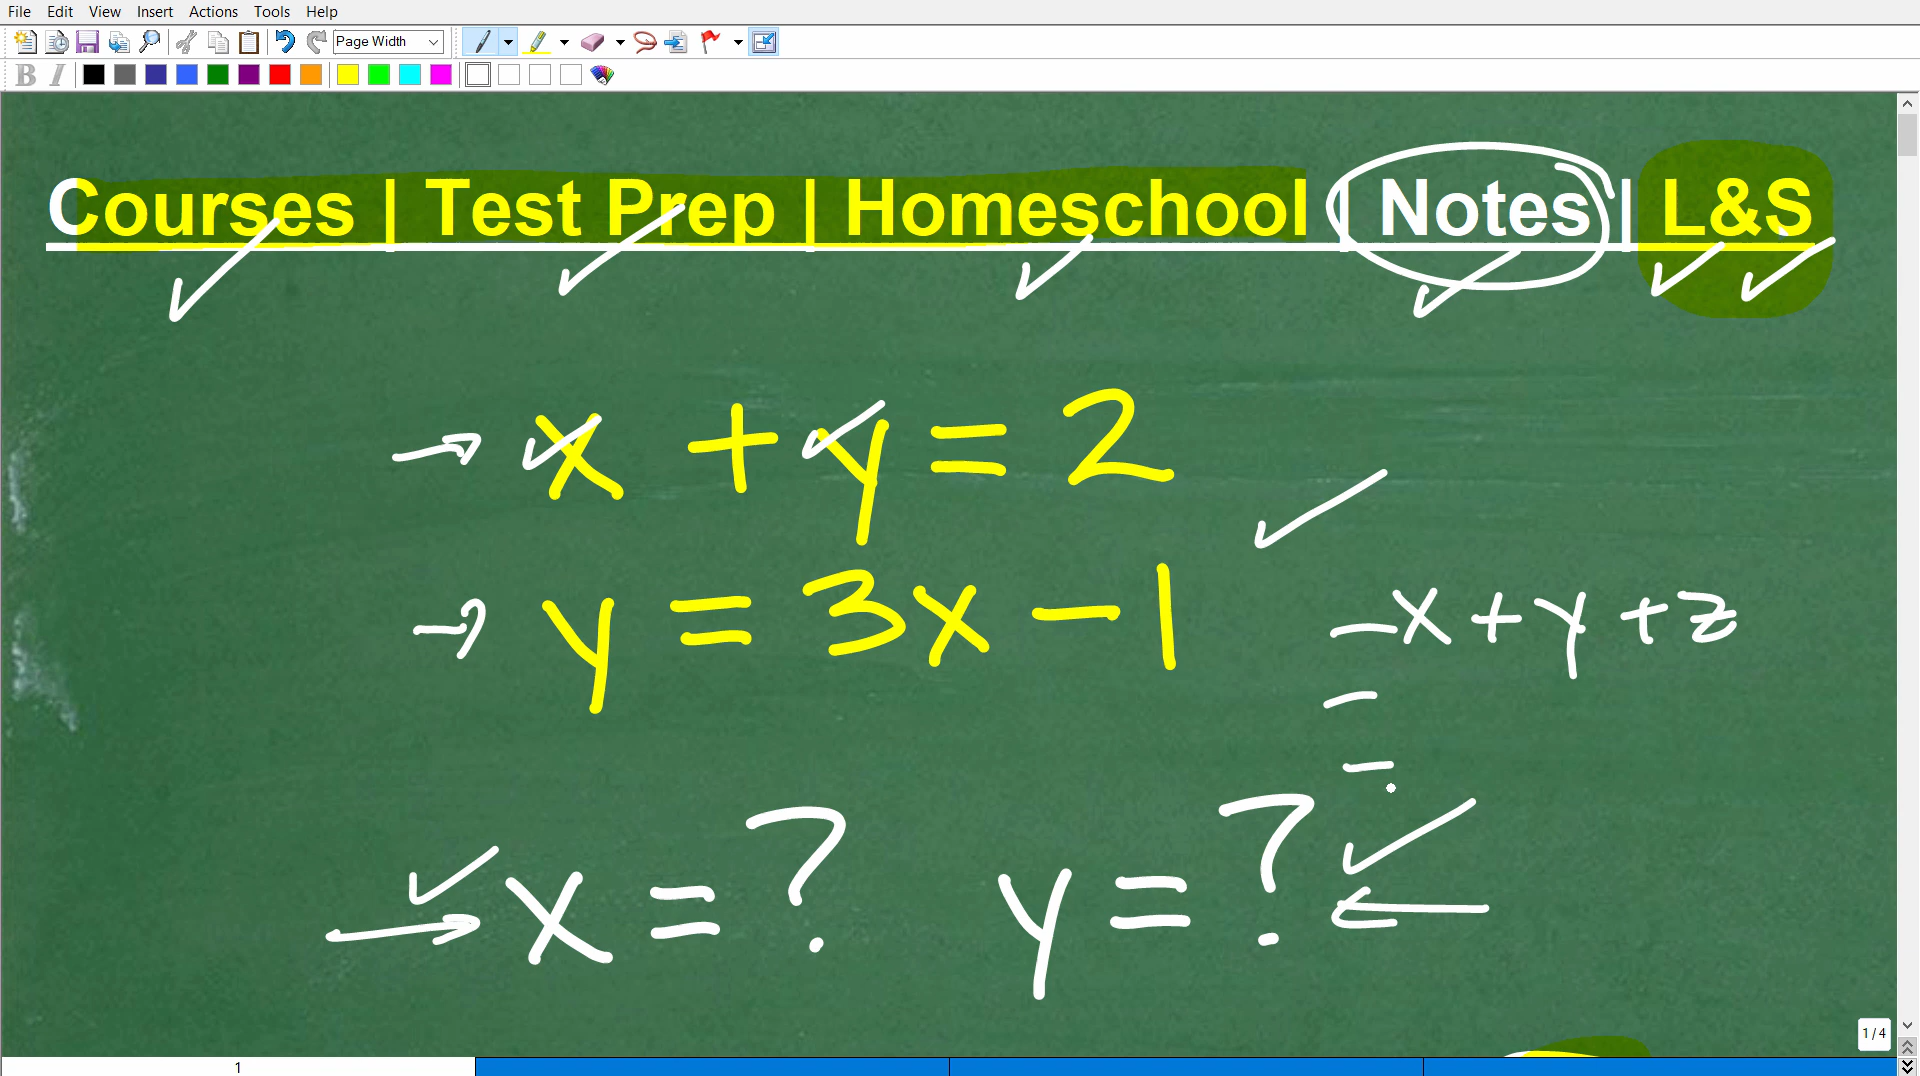 File Edit View Insert Actions Tools Help
Page Width
B I
Courses | Test Prep | Homeschool | Notes | L&S
x + y = 2
y = 3x - 1
-x + y + z
-
-
x = ? y = ?
1 / 4
1